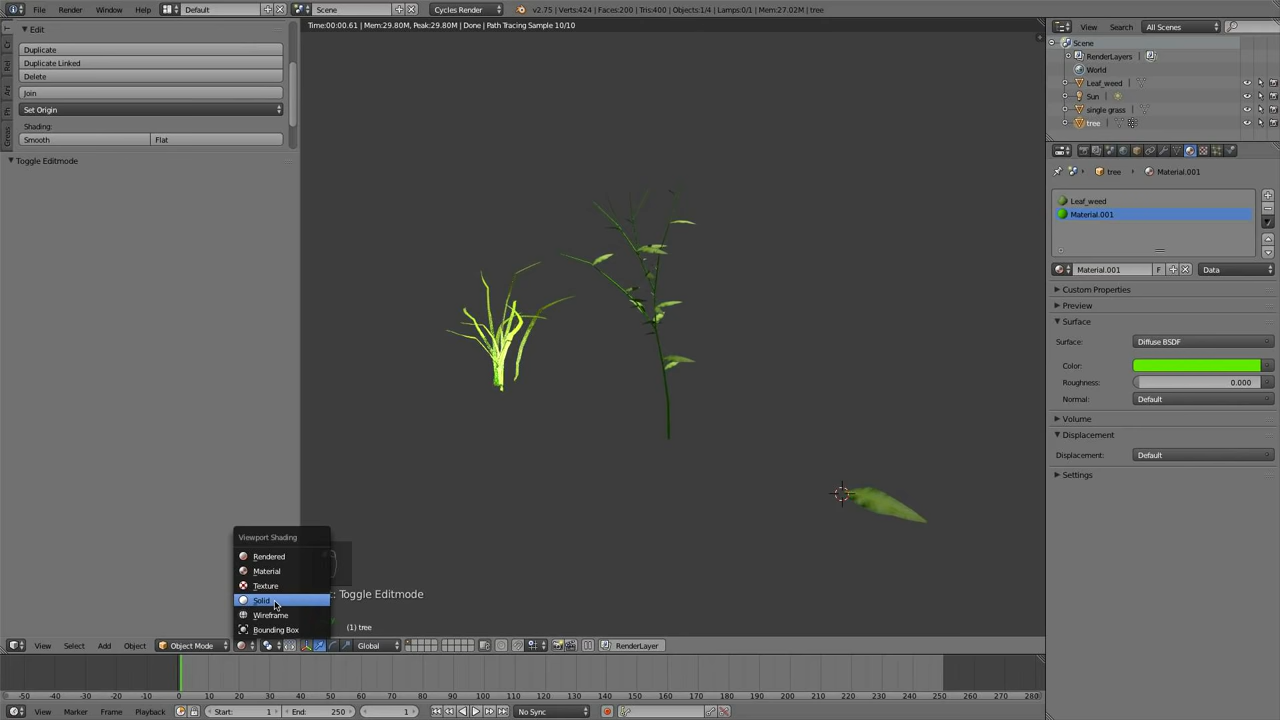 File Render Window Help Default Scene Cycles Render v2.75 | Verts:424 | Faces:200 | Tris:400 | Objects:1/4 | Lamps:0/1 | Mem:27.02M | tree
Time:00:00.61 | Mem:29.80M, Peak:29.80M | Done | Path Tracing Sample 10/10
View Search All Scenes
Edit
Duplicate
Duplicate Linked
Delete
Join
Set Origin
Shading:
Smooth Flat
Toggle Editmode
Scene
RenderLayers
World
Leaf_weed
Sun
single grass
tree
tree Material.001
Leaf_weed
Material.001
Material.001 F Data
Custom Properties
Preview
Surface
Surface: Diffuse BSDF
Color:
Roughness: 0.000
Normal: Default
Volume
Displacement
Displacement: Default
Settings
Viewport Shading
Rendered
Material
Texture
Solid
Wireframe
Bounding Box
: Toggle Editmode
(1) tree
View Select Add Object Object Mode Global RenderLayer
-50 -40 -30 -20 -10 0 10 20 30 40 50 60 70 80 90 100 110 120 130 140 150 160 170 180 190 200 210 220 230 240 250 260 270 280
View Marker Frame Playback Start: 1 End: 250 1 No Sync